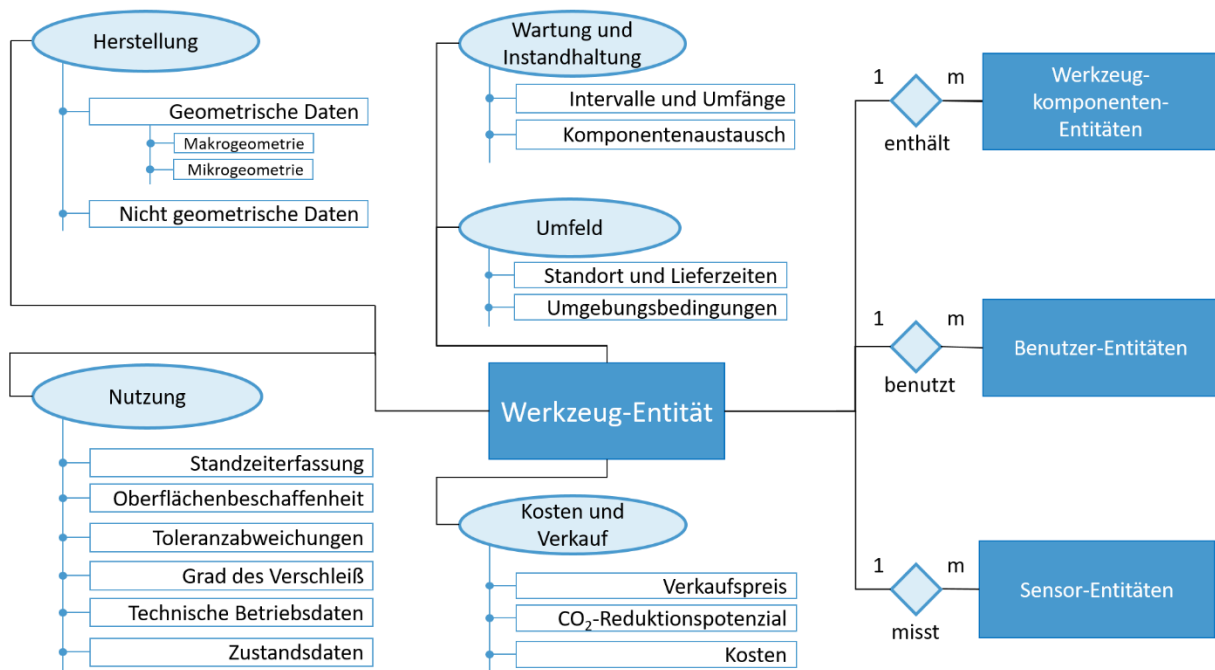 Herstellung
Geometrische Daten
Makrogeometrie
Mikrogeometrie
Nicht geometrische Daten
Wartung und
Instandhaltung
Intervalle und Umfänge
Komponentenaustausch
Umfeld
Standort und Lieferzeiten
Umgebungsbedingungen
1 m
enthält
Werkzeug-
komponenten-
Entitäten
1 m
benutzt
Benutzer-Entitäten
Werkzeug-Entität
Nutzung
Standzeiterfassung
Oberflächenbeschaffenheit
Toleranzabweichungen
Grad des Verschleiß
Technische Betriebsdaten
Zustandsdaten
Kosten und
Verkauf
Verkaufspreis
CO₂-Reduktionspotenzial
Kosten
1 m
misst
Sensor-Entitäten